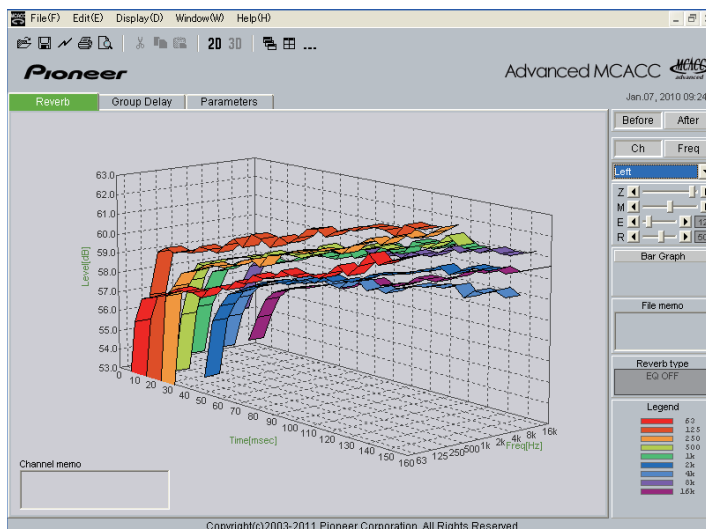 MCACC File(F) Edit(E) Display(D) Window(W) Help(H)
2D 3D ...
Pioneer
Advanced MCACC MCACC advanced
Reverb Group Delay Parameters
Jan.07, 2010 09:24
Before After
Ch Freq
Left
Z
M
E
R
Bar Graph
File memo
Reverb type
EQ OFF
Legend
63
125
250
500
1k
2k
4k
8k
16k
Level[dB]
63.0
62.0
61.0
60.0
59.0
58.0
57.0
56.0
55.0
54.0
53.0
0 10 20 30 40 50 60 70 80 90 100 110 120 130 140 150 160
Time[msec]
63 125 250 500 1k 2k 4k 8k 16k
Freq[Hz]
Channel memo
Copyright(c)2003-2011 Pioneer Corporation. All Rights Reserved.